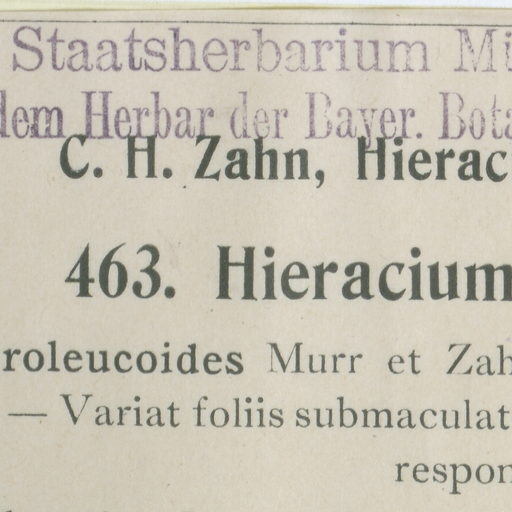 Staatsherbarium Mü
dem Herbar der Bayer. Bota
C. H. Zahn, Hierac
463. Hieracium
roleucoides Murr et Zah
— Variat foliis submaculat
respon